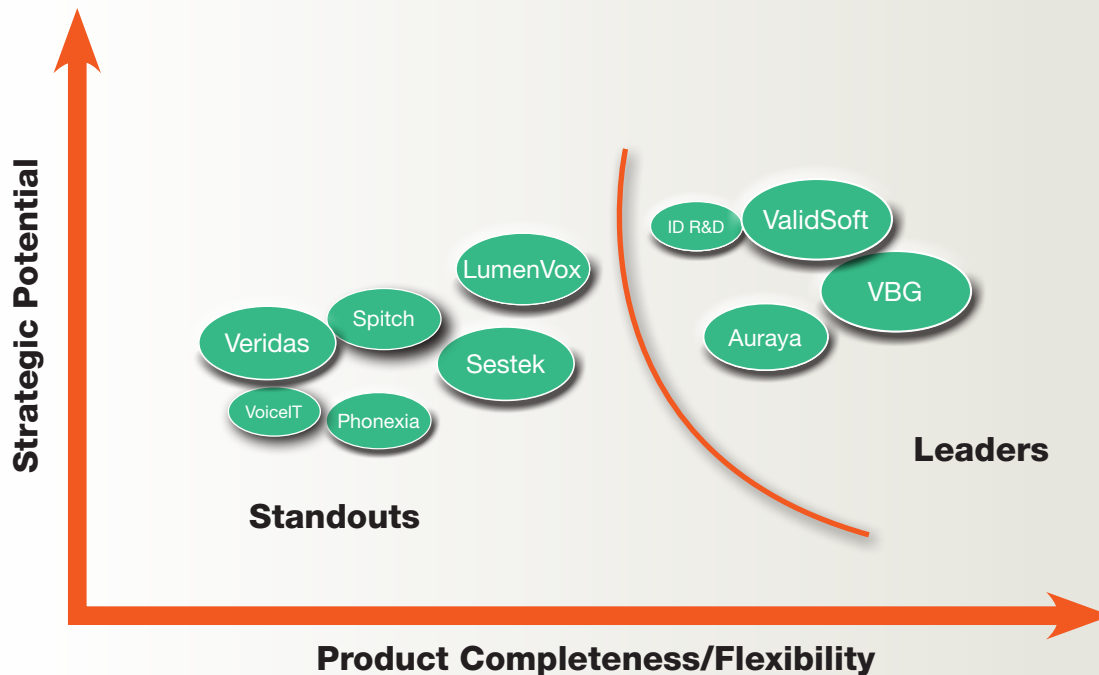 Strategic Potential
ID R&D
ValidSoft
LumenVox
VBG
Spitch
Veridas
Auraya
Sestek
VoiceIT
Phonexia
Leaders
Standouts
Product Completeness/Flexibility